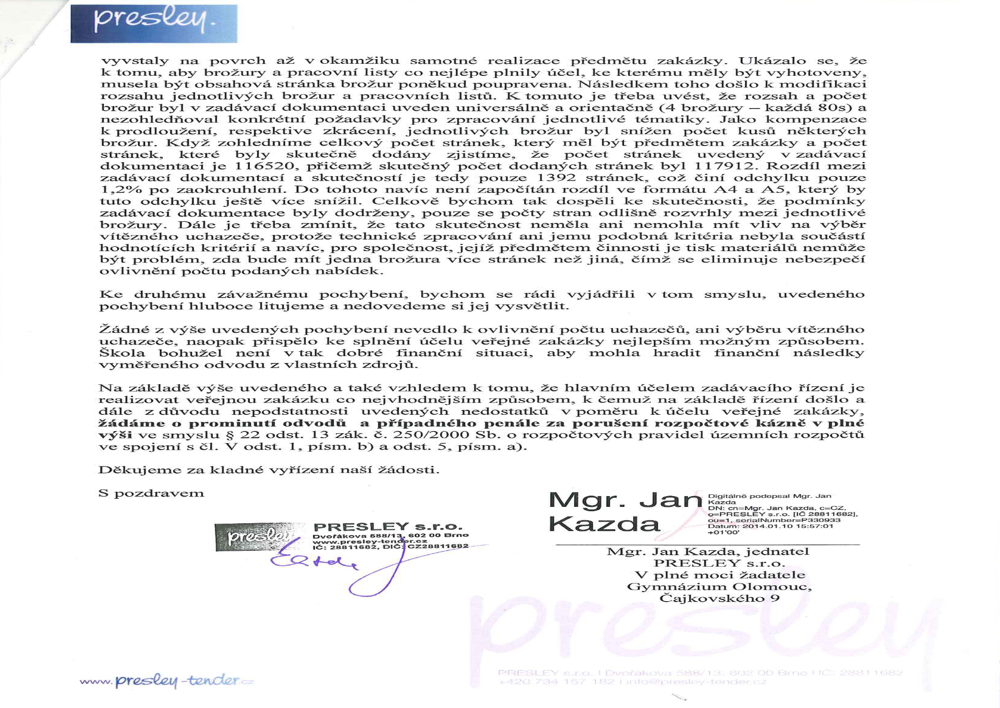 presley.
vyvstaly na povrch až v okamžiku samotné realizace předmětu zakázky. Ukázalo se, že
k tomu, aby brožury a pracovní listy co nejlépe plnily účel, ke kterému měly být vyhotoveny,
musela být obsahová stránka brožur poněkud poupravena. Následkem toho došlo k modifikaci
rozsahu jednotlivých brožur a pracovních listů. K tomuto je třeba uvést, že rozsah a počet
brožur byl v zadávací dokumentaci uveden universálně a orientačně (4 brožury – každá 80s) a
nezohledňoval konkrétní požadavky pro zpracování jednotlivé tématiky. Jako kompenzace
k prodloužení, respektive zkrácení, jednotlivých brožur byl snížen počet kusů některých
brožur. Když zohledníme celkový počet stránek, který měl být předmětem zakázky a počet
stránek, které byly skutečně dodány zjistíme, že počet stránek uvedený v zadávací
dokumentaci je 116520, přičemž skutečný počet dodaných stránek byl 117912. Rozdíl mezi
zadávací dokumentací a skutečností je tedy pouze 1392 stránek, což činí odchylku pouze
1,2% po zaokrouhlení. Do tohoto navíc není započítán rozdíl ve formátu A4 a A5, který by
tuto odchylku ještě více snížil. Celkově bychom tak dospěli ke skutečnosti, že podmínky
zadávací dokumentace byly dodrženy, pouze se počty stran odlišně rozvrhly mezi jednotlivé
brožury. Dále je třeba zmínit, že tato skutečnost neměla ani nemohla mít vliv na výběr
vítězného uchazeče, protože technické zpracování ani jemu podobná kritéria nebyla součástí
hodnotících kritérií a navíc, pro společnost, jejíž předmětem činnosti je tisk materiálů nemůže
být problém, zda bude mít jedna brožura více stránek než jiná, čímž se eliminuje nebezpečí
ovlivnění počtu podaných nabídek.
Ke druhému závažnému pochybení, bychom se rádi vyjádřili v tom smyslu, uvedeného
pochybení hluboce litujeme a nedovedeme si jej vysvětlit.
Žádné z výše uvedených pochybení nevedlo k ovlivnění počtu uchazečů, ani výběru vítězného
uchazeče, naopak přispělo ke splnění účelu veřejné zakázky nejlepším možným způsobem.
Škola bohužel není v tak dobré finanční situaci, aby mohla hradit finanční následky
vyměřeného odvodu z vlastních zdrojů.
Na základě výše uvedeného a také vzhledem k tomu, že hlavním účelem zadávacího řízení je
realizovat veřejnou zakázku co nejvhodnějším způsobem, k čemuž na základě řízení došlo a
dále z důvodu nepodstatnosti uvedených nedostatků v poměru k účelu veřejné zakázky,
žádáme o prominutí odvodů a případného penále za porušení rozpočtové kázně v plné
výši ve smyslu § 22 odst. 13 zák. č. 250/2000 Sb. o rozpočtových pravidel územních rozpočtů
ve spojení s čl. V odst. 1, písm. b) a odst. 5, písm. a).
Děkujeme za kladné vyřízení naší žádosti.
S pozdravem
Mgr. Jan
Kazda
Digitálně podepsal Mgr. Jan
Kazda
DN: cn=Mgr. Jan Kazda, c=CZ,
o=PRESLEY s.r.o. [IČ 28811682],
ou=1, serialNumber=P330933
Datum: 2014.01.10 15:57:01
+01'00'
presley
PRESLEY s.r.o.
Dvořákova 588/13, 602 00 Brno
www.presley-tender.cz
IČ: 28811682, DIČ: CZ28811682
Kazda
Mgr. Jan Kazda, jednatel
PRESLEY s.r.o.
V plné moci žadatele
Gymnázium Olomouc,
Čajkovského 9
presley
PRESLEY s.r.o. I Dvořákova 588/13, 602 00 Brno I IČ: 28811682
+420 734 157 182 I info@presley-tender.cz
www.presley-tender.cz